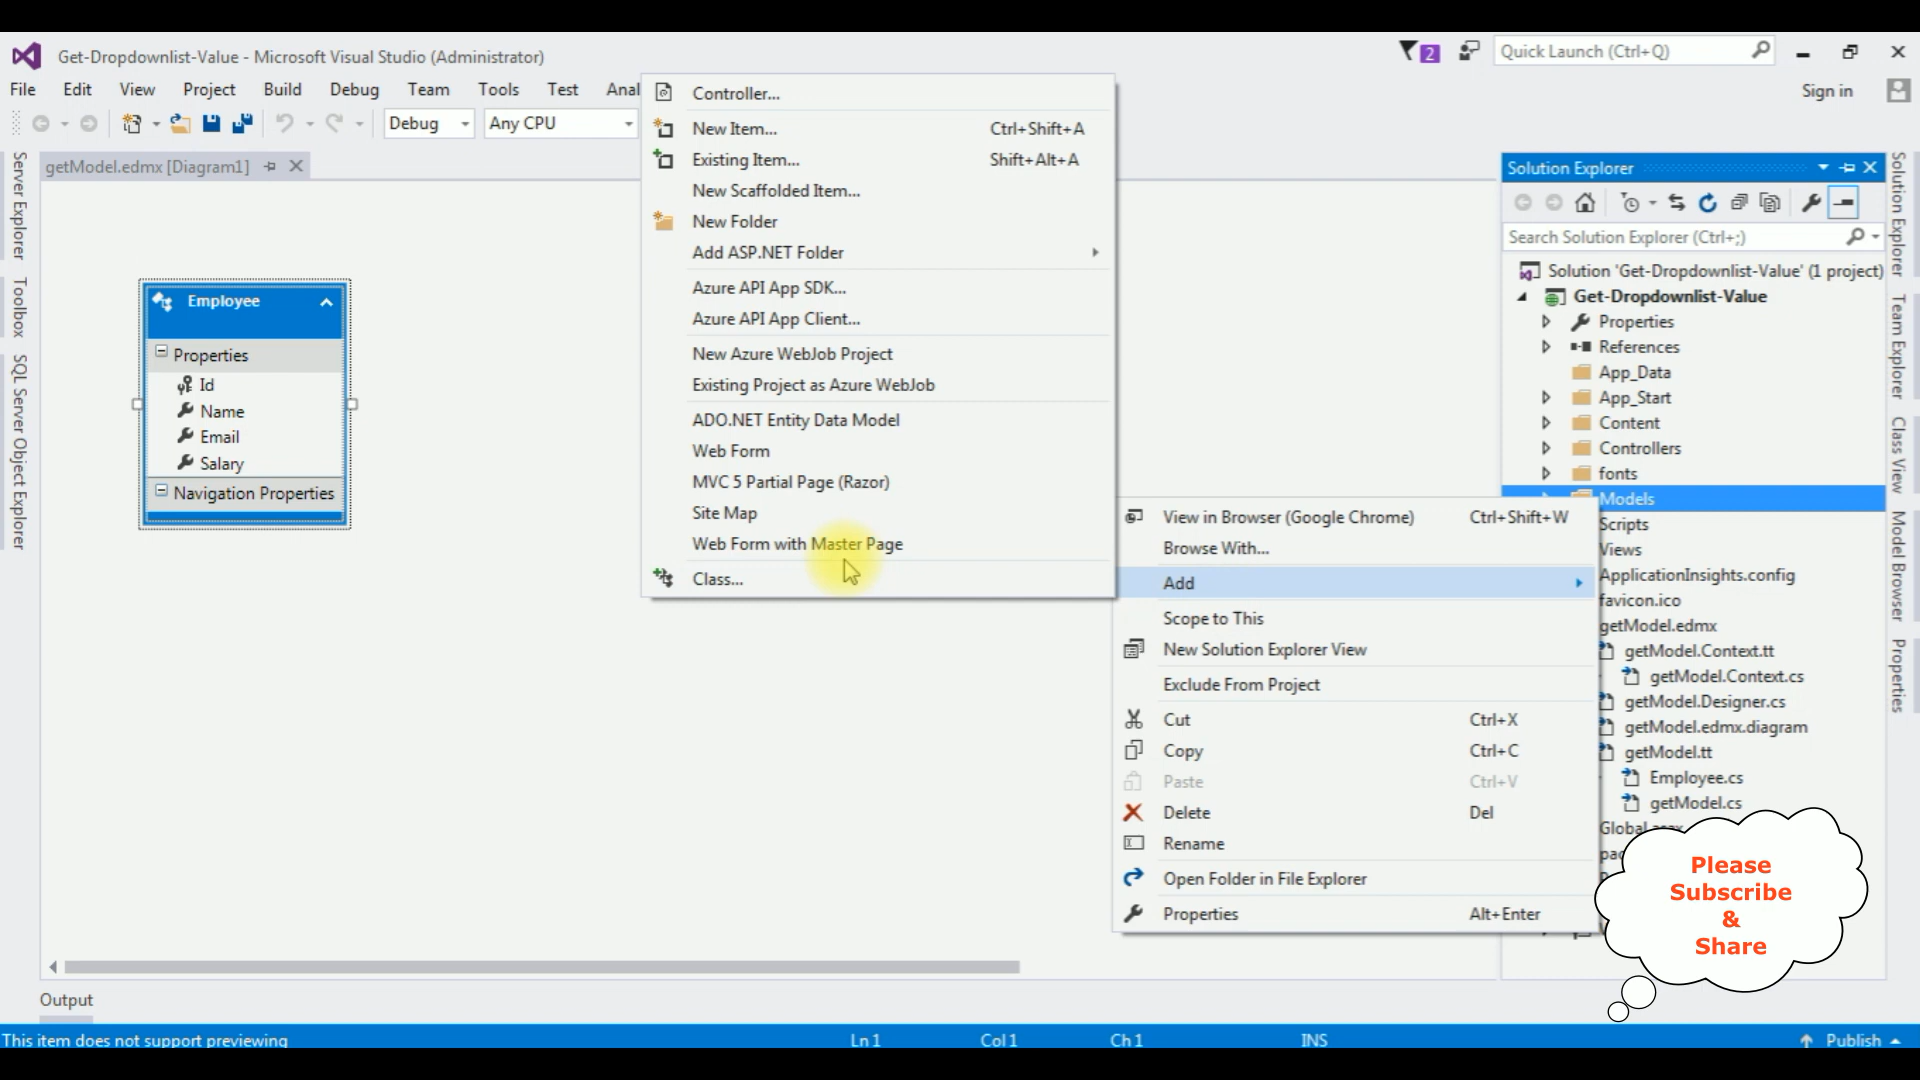 Get-Dropdownlist-Value - Microsoft Visual Studio (Administrator)
2
Quick Launch (Ctrl+Q)
File Edit View Project Build Debug Team Tools Test Anal
Sign in
Debug
Any CPU
getModel.edmx [Diagram1]
Server Explorer
Toolbox
SQL Server Object Explorer
Employee
Properties
Id
Name
Email
Salary
Navigation Properties
Controller...
New Item... Ctrl+Shift+A
Existing Item... Shift+Alt+A
New Scaffolded Item...
New Folder
Add ASP.NET Folder
Azure API App SDK...
Azure API App Client...
New Azure WebJob Project
Existing Project as Azure WebJob
ADO.NET Entity Data Model
Web Form
MVC 5 Partial Page (Razor)
Site Map
Web Form with Master Page
Class...
View in Browser (Google Chrome) Ctrl+Shift+W
Browse With...
Add
Scope to This
New Solution Explorer View
Exclude From Project
Cut Ctrl+X
Copy Ctrl+C
Paste Ctrl+V
Delete Del
Rename
Open Folder in File Explorer
Properties Alt+Enter
Solution Explorer
Search Solution Explorer (Ctrl+;)
Solution 'Get-Dropdownlist-Value' (1 project)
Get-Dropdownlist-Value
Properties
References
App_Data
App_Start
Content
Controllers
fonts
Models
Scripts
Views
ApplicationInsights.config
favicon.ico
getModel.edmx
getModel.Context.tt
getModel.Context.cs
getModel.Designer.cs
getModel.edmx.diagram
getModel.tt
Employee.cs
getModel.cs
Solution Explorer
Team Explorer
Class View
Model Browser
Properties
Please
Subscribe
&
Share
Output
This item does not support previewing
Ln 1 Col 1 Ch 1 INS
Publish